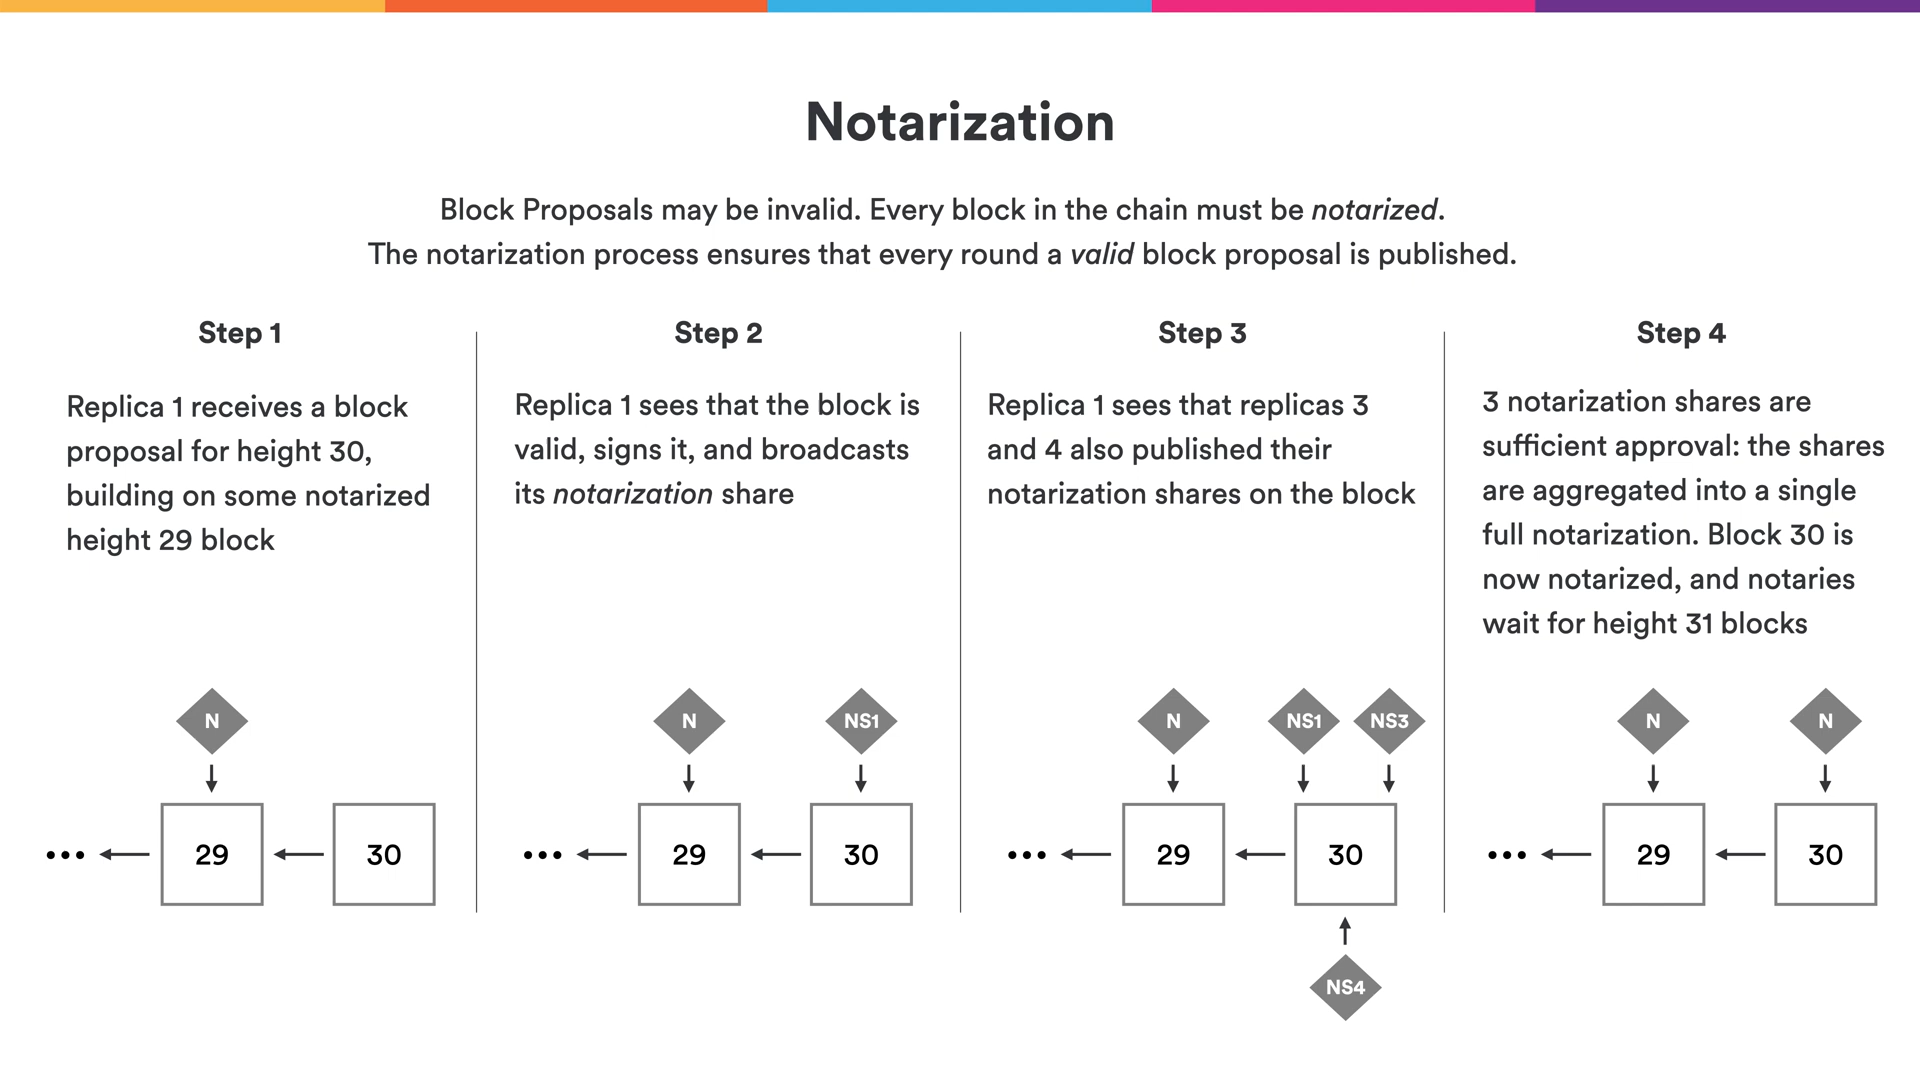 Notarization
Block Proposals may be invalid. Every block in the chain must be notarized.
The notarization process ensures that every round a valid block proposal is published.
Step 1
Replica 1 receives a block
proposal for height 30,
building on some notarized
height 29 block
N
••• 29 30
Step 2
Replica 1 sees that the block is
valid, signs it, and broadcasts
its notarization share
N NS1
••• 29 30
Step 3
Replica 1 sees that replicas 3
and 4 also published their
notarization shares on the block
N NS1 NS3
••• 29 30
NS4
Step 4
3 notarization shares are
sufficient approval: the shares
are aggregated into a single
full notarization. Block 30 is
now notarized, and notaries
wait for height 31 blocks
N N
••• 29 30